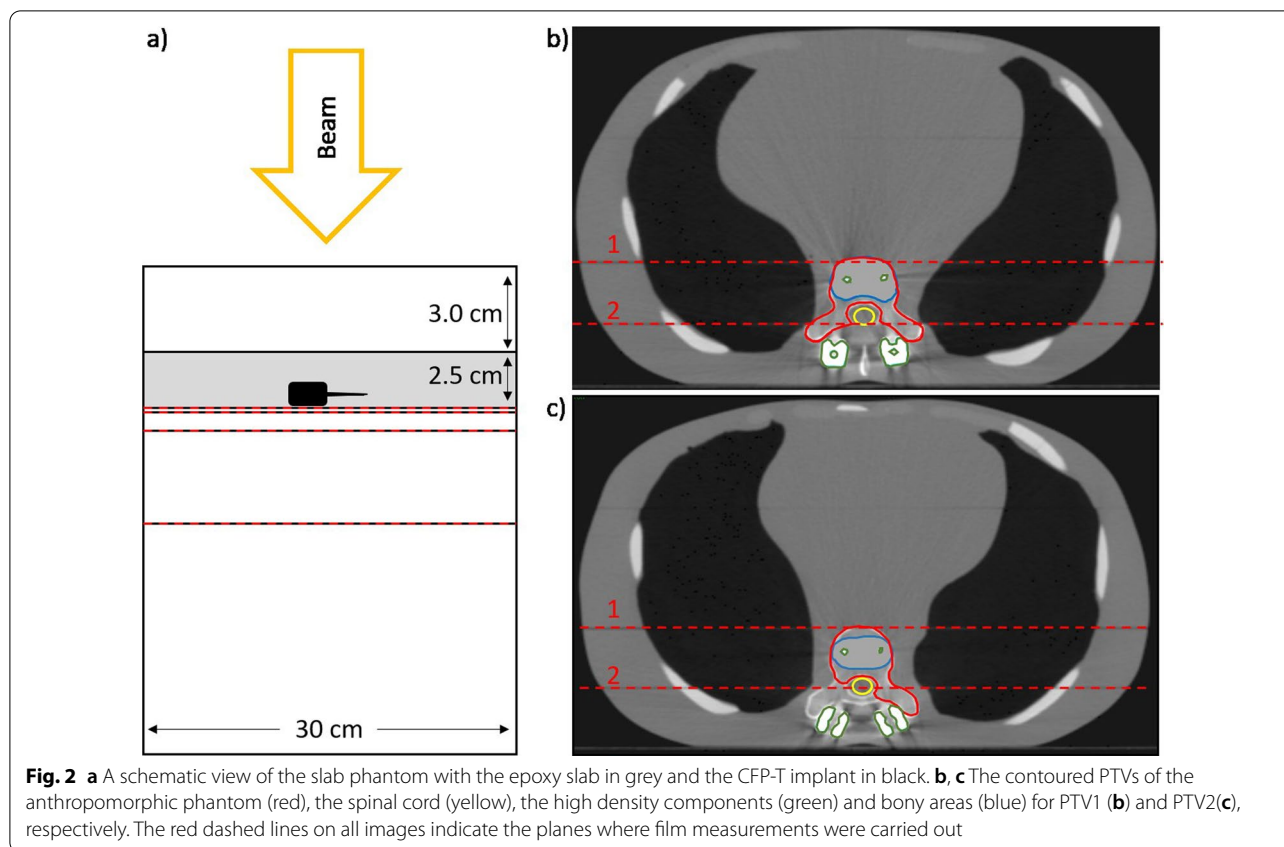 a)
Beam
3.0 cm
2.5 cm
30 cm
b)
1
2
c)
1
2
Fig. 2 a A schematic view of the slab phantom with the epoxy slab in grey and the CFP-T implant in black. b, c The contoured PTVs of the
anthropomorphic phantom (red), the spinal cord (yellow), the high density components (green) and bony areas (blue) for PTV1 (b) and PTV2(c),
respectively. The red dashed lines on all images indicate the planes where film measurements were carried out